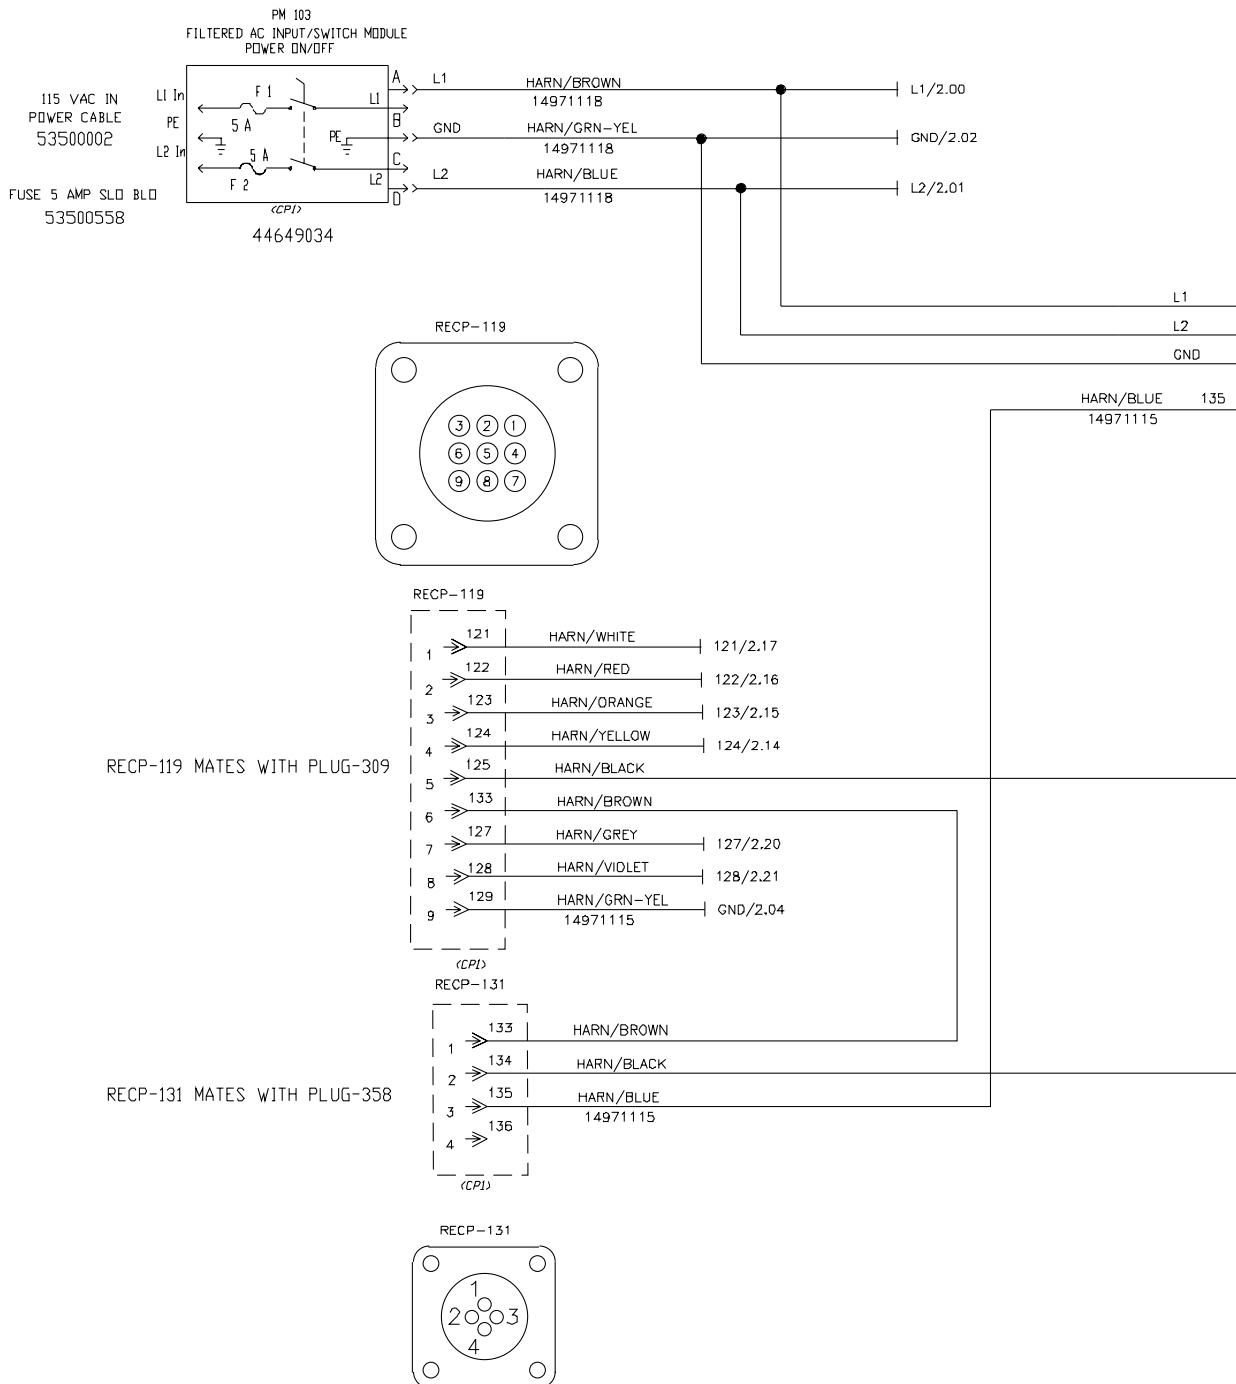 PM 103
FILTERED AC INPUT/SWITCH MODULE
POWER ON/OFF
115 VAC IN
POWER CABLE
53500002
FUSE 5 AMP SLO BLO
53500558
L1 In
PE
L2 In
F 1
5 A
5 A
F 2
L1
PE
L2
A
B
C
D
<CP1>
44649034
L1 HARN/BROWN L1/2.00
14971118
GND HARN/GRN-YEL GND/2.02
14971118
L2 HARN/BLUE L2/2.01
14971118
L1
L2
GND
HARN/BLUE 135
14971115
RECP-119
3 2 1
6 5 4
9 8 7
RECP-119
1 121 HARN/WHITE 121/2.17
2 122 HARN/RED 122/2.16
3 123 HARN/ORANGE 123/2.15
4 124 HARN/YELLOW 124/2.14
RECP-119 MATES WITH PLUG-309
5 125 HARN/BLACK
6 133 HARN/BROWN
7 127 HARN/GREY 127/2.20
8 128 HARN/VIOLET 128/2.21
9 129 HARN/GRN-YEL GND/2.04
14971115
<CP1>
RECP-131
1 133 HARN/BROWN
2 134 HARN/BLACK
RECP-131 MATES WITH PLUG-358
3 135 HARN/BLUE
14971115
4 136
<CP1>
RECP-131
1
2 3
4